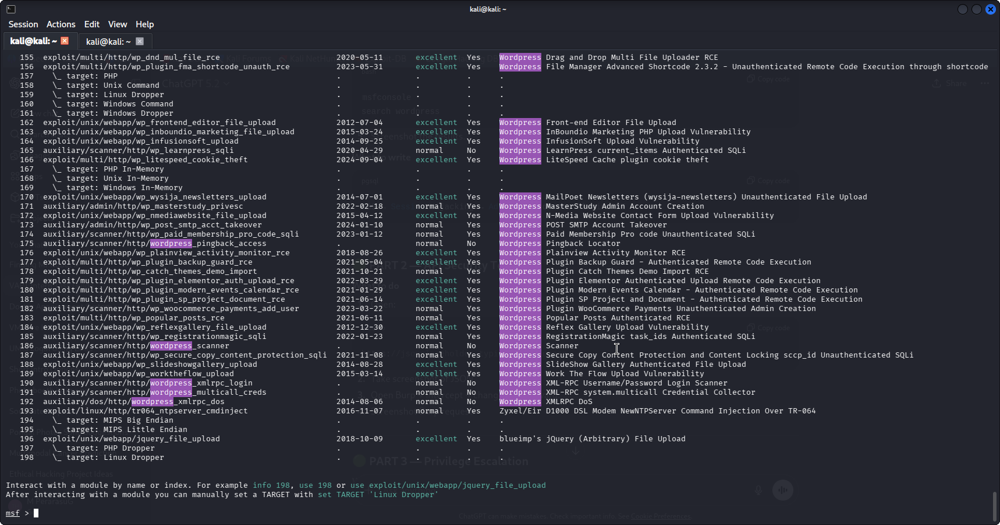 kali@kali: ~
Session Actions Edit View Help
kali@kali: ~ kali@kali: ~
155 exploit/multi/http/wp_dnd_mul_file_rce 2020-05-11 excellent Yes Wordpress Drag and Drop Multi File Uploader RCE
156 exploit/multi/http/wp_plugin_fma_shortcode_unauth_rce 2023-05-31 excellent Yes Wordpress File Manager Advanced Shortcode 2.3.2 - Unauthenticated Remote Code Execution through shortcode
157 \_ target: PHP . . . .
158 \_ target: Unix Command . . . .
159 \_ target: Linux Dropper . . . .
160 \_ target: Windows Command . . . .
161 \_ target: Windows Dropper . . . .
162 exploit/unix/webapp/wp_frontend_editor_file_upload 2012-07-04 excellent Yes Wordpress Front-end Editor File Upload
163 exploit/unix/webapp/wp_inboundio_marketing_file_upload 2015-03-24 excellent Yes Wordpress InBoundio Marketing PHP Upload Vulnerability
164 exploit/unix/webapp/wp_infusionsoft_upload 2014-09-25 excellent Yes Wordpress InfusionSoft Upload Vulnerability
165 auxiliary/scanner/http/wp_learnpress_sqli 2020-04-29 normal No Wordpress LearnPress current_items Authenticated SQLi
166 exploit/multi/http/wp_litespeed_cookie_theft 2024-09-04 excellent Yes Wordpress LiteSpeed Cache plugin cookie theft
167 \_ target: PHP In-Memory . . . .
168 \_ target: Unix In-Memory . . . .
169 \_ target: Windows In-Memory . . . .
170 exploit/unix/webapp/wp_wysija_newsletters_upload 2014-07-01 excellent Yes Wordpress MailPoet Newsletters (wysija-newsletters) Unauthenticated File Upload
171 auxiliary/admin/http/wp_masterstudy_privesc 2022-02-18 normal Yes Wordpress MasterStudy Admin Account Creation
172 exploit/unix/webapp/wp_nmediawebsite_file_upload 2015-04-12 excellent Yes Wordpress N-Media Website Contact Form Upload Vulnerability
173 auxiliary/admin/http/wp_post_smtp_acct_takeover 2024-01-10 normal Yes Wordpress POST SMTP Account Takeover
174 auxiliary/scanner/http/wp_paid_membership_pro_code_sqli 2023-01-12 normal Yes Wordpress Paid Membership Pro code Unauthenticated SQLi
175 auxiliary/scanner/http/wordpress_pingback_access . normal No Wordpress Pingback Locator
176 exploit/unix/webapp/wp_plainview_activity_monitor_rce 2018-08-26 excellent Yes Wordpress Plainview Activity Monitor RCE
177 exploit/multi/http/wp_plugin_backup_guard_rce 2021-05-04 excellent Yes Wordpress Plugin Backup Guard - Authenticated Remote Code Execution
178 exploit/multi/http/wp_catch_themes_demo_import 2021-10-21 normal Yes Wordpress Plugin Catch Themes Demo Import RCE
179 exploit/multi/http/wp_plugin_elementor_auth_upload_rce 2022-03-29 excellent Yes Wordpress Plugin Elementor Authenticated Upload Remote Code Execution
180 exploit/multi/http/wp_plugin_modern_events_calendar_rce 2021-01-29 excellent Yes Wordpress Plugin Modern Events Calendar - Authenticated Remote Code Execution
181 exploit/multi/http/wp_plugin_sp_project_document_rce 2021-06-14 excellent Yes Wordpress Plugin SP Project and Document - Authenticated Remote Code Execution
182 auxiliary/scanner/http/wp_woocommerce_payments_add_user 2023-03-22 normal Yes Wordpress Plugin WooCommerce Payments Unauthenticated Admin Creation
183 exploit/multi/http/wp_popular_posts_rce 2021-06-11 normal Yes Wordpress Popular Posts Authenticated RCE
184 exploit/unix/webapp/wp_reflexgallery_file_upload 2012-12-30 excellent Yes Wordpress Reflex Gallery Upload Vulnerability
185 auxiliary/scanner/http/wp_registrationmagic_sqli 2022-01-23 normal Yes Wordpress RegistrationMagic task_ids Authenticated SQLi
186 auxiliary/scanner/http/wordpress_scanner . normal No Wordpress Scanner
187 auxiliary/scanner/http/wp_secure_copy_content_protection_sqli 2021-11-08 normal Yes Wordpress Secure Copy Content Protection and Content Locking sccp_id Unauthenticated SQLi
188 exploit/unix/webapp/wp_slideshowgallery_upload 2014-08-28 excellent Yes Wordpress SlideShow Gallery Authenticated File Upload
189 exploit/unix/webapp/wp_worktheflow_upload 2015-03-14 excellent Yes Wordpress Work The Flow Upload Vulnerability
190 auxiliary/scanner/http/wordpress_xmlrpc_login . normal No Wordpress XML-RPC Username/Password Login Scanner
191 auxiliary/scanner/http/wordpress_multicall_creds . normal No Wordpress XML-RPC system.multicall Credential Collector
192 auxiliary/dos/http/wordpress_xmlrpc_dos 2014-08-06 normal No Wordpress XMLRPC DoS
193 exploit/linux/http/tr064_ntpserver_cmdinject 2016-11-07 normal Yes Zyxel/Eir D1000 DSL Modem NewNTPServer Command Injection Over TR-064
194 \_ target: MIPS Big Endian . . . .
195 \_ target: MIPS Little Endian . . . .
196 exploit/unix/webapp/jquery_file_upload 2018-10-09 excellent Yes blueimp's jQuery (Arbitrary) File Upload
197 \_ target: PHP Dropper . . . .
198 \_ target: Linux Dropper . . . .
Interact with a module by name or index. For example info 198, use 198 or use exploit/unix/webapp/jquery_file_upload
After interacting with a module you can manually set a TARGET with set TARGET 'Linux Dropper'
msf >